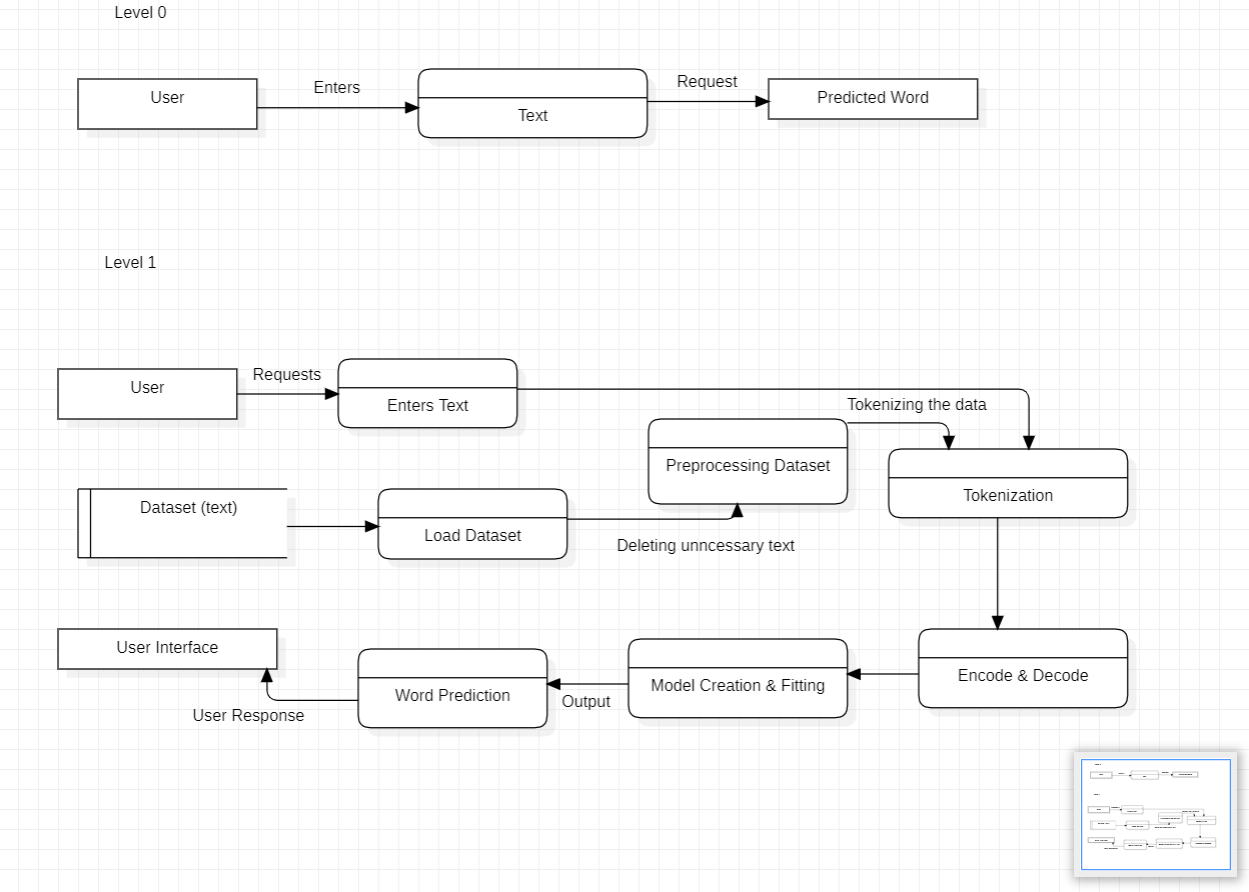 Level 0
User
Enters
Text
Request
Predicted Word
Level 1
User
Requests
Enters Text
Tokenizing the data
Preprocessing Dataset
Tokenization
Dataset (text)
Load Dataset
Deleting unncessary text
User Interface
User Response
Word Prediction
Output
Model Creation & Fitting
Encode & Decode